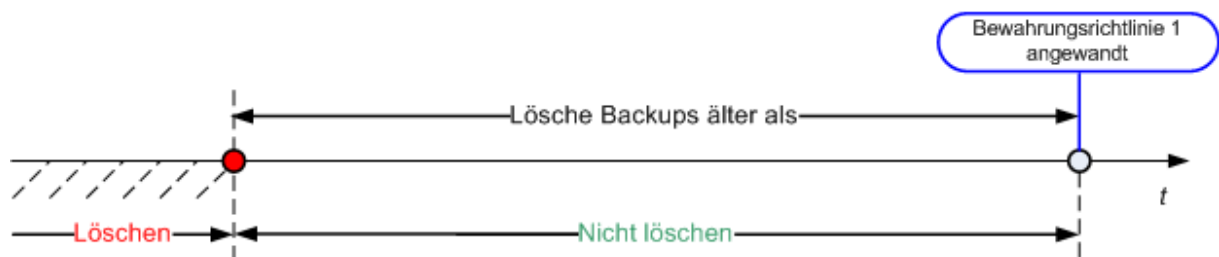 Bewahrungsrichtlinie 1
angewandt
Lösche Backups älter als
t
Löschen
Nicht löschen